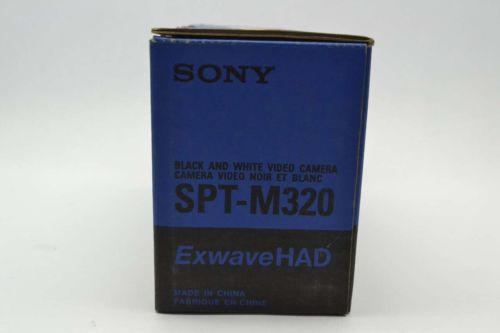 SONY
BLACK AND WHITE VIDEO CAMERA
CAMERA VIDEO NOIR ET BLANC
SPT-M320
ExwaveHAD
MADE IN CHINA
FABRIQUE EN CHINE